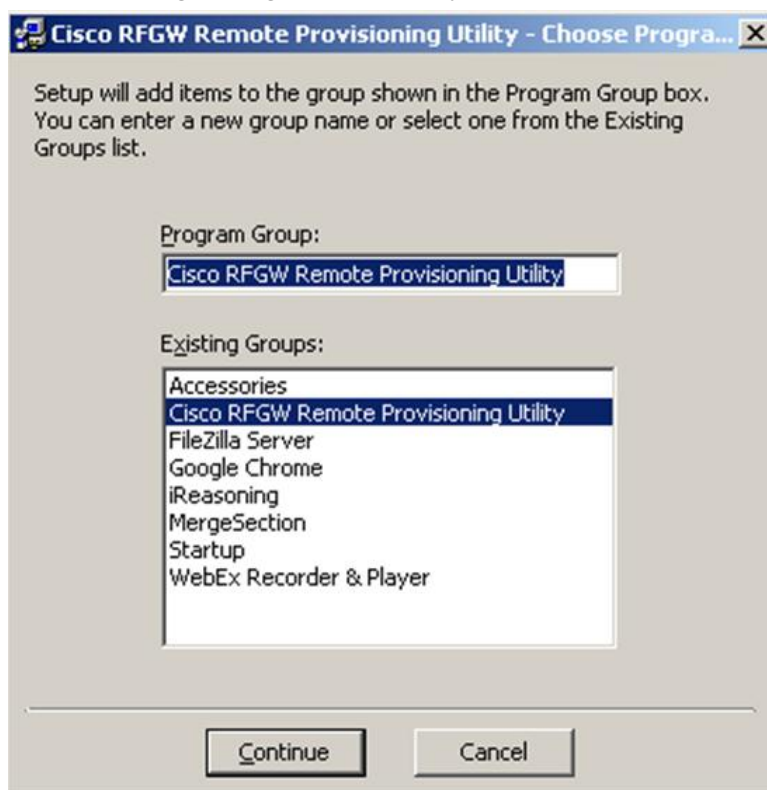 Cisco RFGW Remote Provisioning Utility - Choose Progra...
Setup will add items to the group shown in the Program Group box.
You can enter a new group name or select one from the Existing
Groups list.
Program Group:
Cisco RFGW Remote Provisioning Utility
Existing Groups:
Accessories
Cisco RFGW Remote Provisioning Utility
FileZilla Server
Google Chrome
iReasoning
MergeSection
Startup
WebEx Recorder & Player
Continue
Cancel